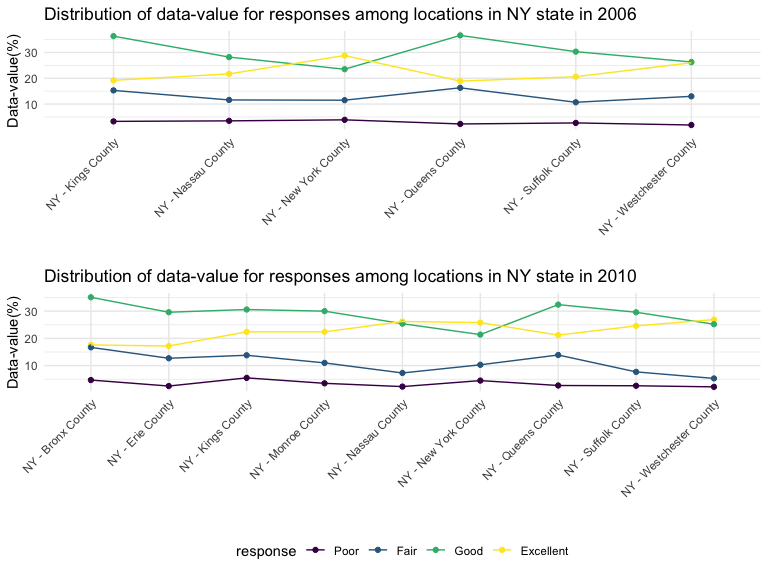 Distribution of data-value for responses among locations in NY state in 2006
Data-value(%)
30
20
10
NY - Kings County
NY - Nassau County
NY - New York County
NY - Queens County
NY - Suffolk County
NY - Westchester County
Distribution of data-value for responses among locations in NY state in 2010
Data-value(%)
30
20
10
NY - Bronx County
NY - Erie County
NY - Kings County
NY - Monroe County
NY - Nassau County
NY - New York County
NY - Queens County
NY - Suffolk County
NY - Westchester County
response Poor Fair Good Excellent